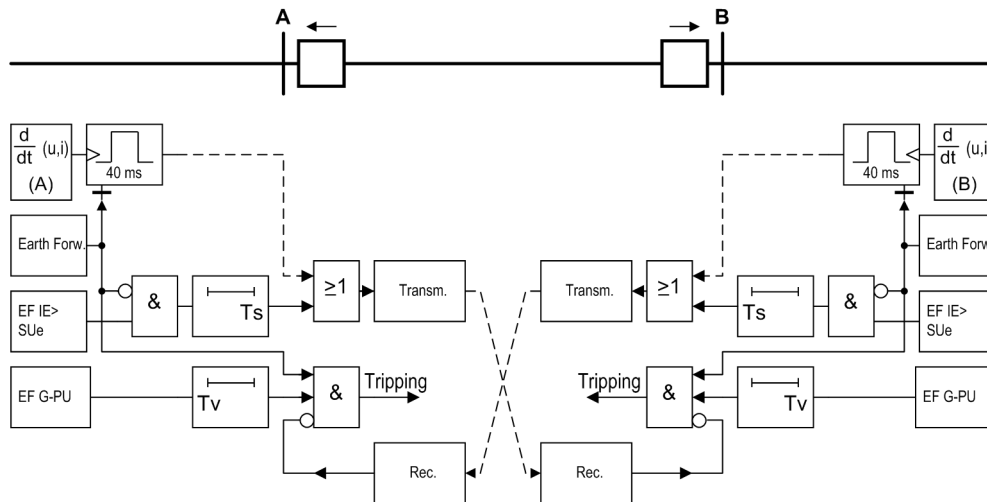 A
B
d
dt
(u,i)
(A)
40 ms
40 ms
d
dt
(u,i
(B)
Earth Forw.
Earth Forw
EF IE>
SUe
&
Ts
≥1
Transm.
Transm.
≥1
Ts
&
EF IE>
SUe
EF G-PU
Tv
&
Tripping
Tripping
&
Tv
EF G-PU
Rec.
Rec.